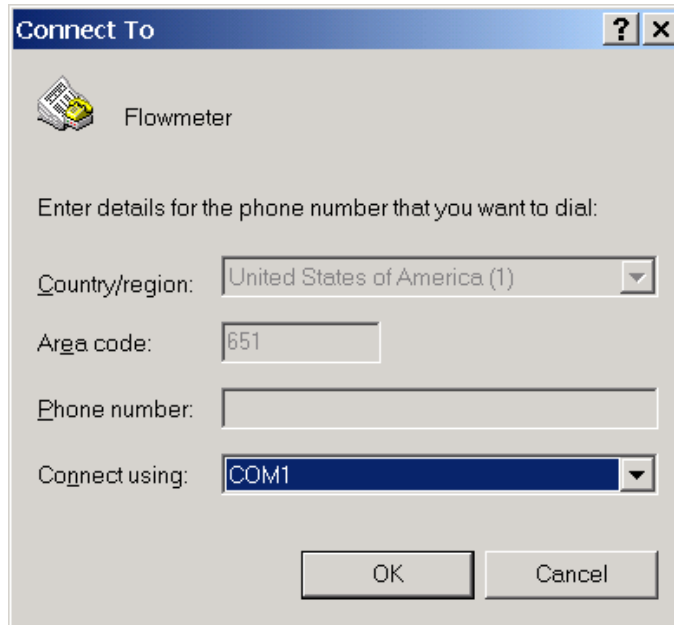 Connect To
Flowmeter
Enter details for the phone number that you want to dial:
Country/region: United States of America (1)
Area code: 651
Phone number:
Connect using: COM1
OK Cancel